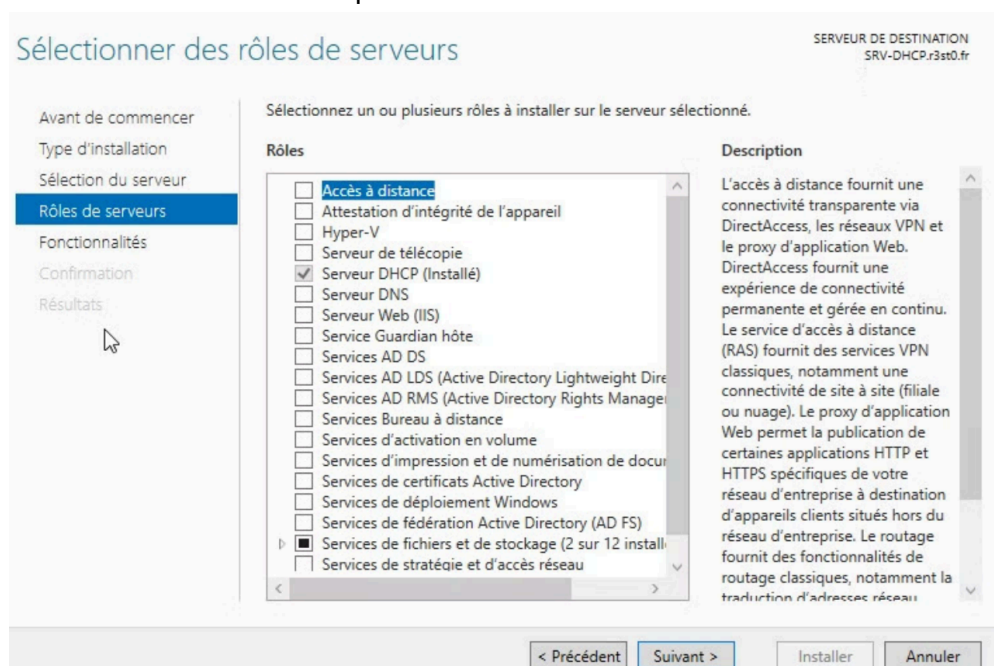 Sélectionner des rôles de serveurs
SERVEUR DE DESTINATION
SRV-DHCP.r3st0.fr
Avant de commencer
Type d'installation
Sélection du serveur
Rôles de serveurs
Fonctionnalités
Confirmation
Résultats
Sélectionnez un ou plusieurs rôles à installer sur le serveur sélectionné.
Rôles
Accès à distance
Attestation d'intégrité de l'appareil
Hyper-V
Serveur de télécopie
Serveur DHCP (Installé)
Serveur DNS
Serveur Web (IIS)
Service Guardian hôte
Services AD DS
Services AD LDS (Active Directory Lightweight Dire
Services AD RMS (Active Directory Rights Manage
Services Bureau à distance
Services d'activation en volume
Services d'impression et de numérisation de docu
Services de certificats Active Directory
Services de déploiement Windows
Services de fédération Active Directory (AD FS)
Services de fichiers et de stockage (2 sur 12 install
Services de stratégie et d'accès réseau
Description
L'accès à distance fournit une
connectivité transparente via
DirectAccess, les réseaux VPN et
le proxy d'application Web.
DirectAccess fournit une
expérience de connectivité
permanente et gérée en continu.
Le service d'accès à distance
(RAS) fournit des services VPN
classiques, notamment une
connectivité de site à site (filiale
ou nuage). Le proxy d'application
Web permet la publication de
certaines applications HTTP et
HTTPS spécifiques de votre
réseau d'entreprise à destination
d'appareils clients situés hors du
réseau d'entreprise. Le routage
fournit des fonctionnalités de
routage classiques, notamment la
traduction d'adresses réseau
< Précédent
Suivant >
Installer
Annuler